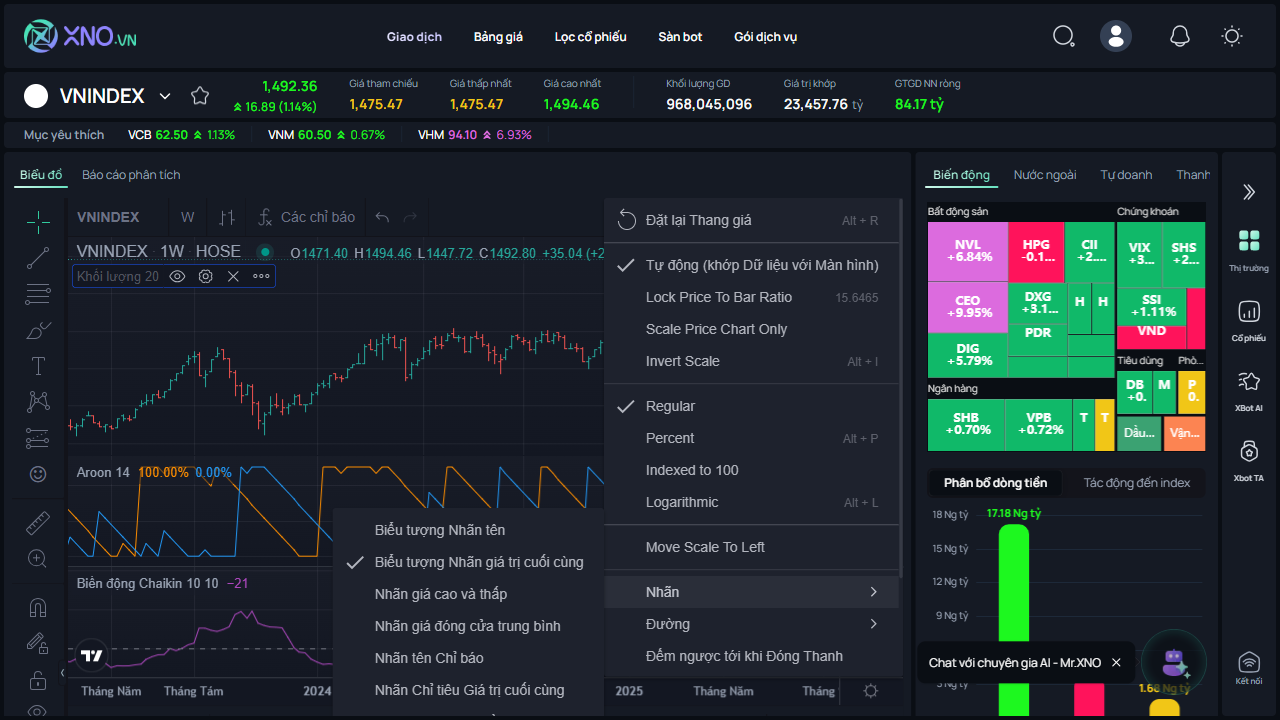 XNO.VN
Giao dịch
Bảng giá
Lọc cổ phiếu
Sàn bot
Gói dịch vụ
VNINDEX
1,492.36
16.89 (1.14%)
Giá tham chiếu
1,475.47
Giá thấp nhất
1,475.47
Giá cao nhất
1,494.46
Khối lượng GD
968,045,096
Giá trị khớp
23,457.76 tỷ
GTGD NN ròng
84.17 tỷ
Mục yêu thích
VCB 62.50 1.13%
VNM 60.50 0.67%
VHM 94.10 6.93%
Biểu đồ
Báo cáo phân tích
VNINDEX
W
Các chỉ báo
VNINDEX · 1W · HOSE
O1471.40 H1494.46 L1447.72 C1492.80 +35.04 (+2
Khối lượng 20
Aroon 14 100.00% 0.00%
Biến động Chaikin 10 10 −21
Tháng Năm
Tháng Tám
2024
2025
Tháng Năm
Tháng
Đặt lại Thang giá
Alt + R
Tự động (khớp Dữ liệu với Màn hình)
Lock Price To Bar Ratio
15.6465
Scale Price Chart Only
Invert Scale
Alt + I
Regular
Percent
Alt + P
Indexed to 100
Logarithmic
Alt + L
Move Scale To Left
Nhãn
Đường
Đếm ngược tới khi Đóng Thanh
Biểu tượng Nhãn tên
Biểu tượng Nhãn giá trị cuối cùng
Nhãn giá cao và thấp
Nhãn giá đóng cửa trung bình
Nhãn tên Chỉ báo
Nhãn Chỉ tiêu Giá trị cuối cùng
Biến động
Nước ngoài
Tự doanh
Thanh
Bất động sản
NVL
+6.84%
HPG
-0.1...
CII
+2....
CEO
+9.95%
DXG
+3.1...
H
H
PDR
DIG
+5.79%
Chứng khoán
VIX
+3...
SHS
+2...
SSI
+1.11%
VND
Tiêu dùng
Phò...
DB
+0.
M
P
0.
Ngân hàng
SHB
+0.70%
VPB
+0.72%
T
T
Dầu...
Vận...
Phân bổ dòng tiền
Tác động đến index
18 Ng tỷ
17.18 Ng tỷ
15 Ng tỷ
12 Ng tỷ
9 Ng tỷ
Chat với chuyên gia AI - Mr.XNO
Thị trường
Cổ phiếu
XBot AI
Xbot TA
Kết nối